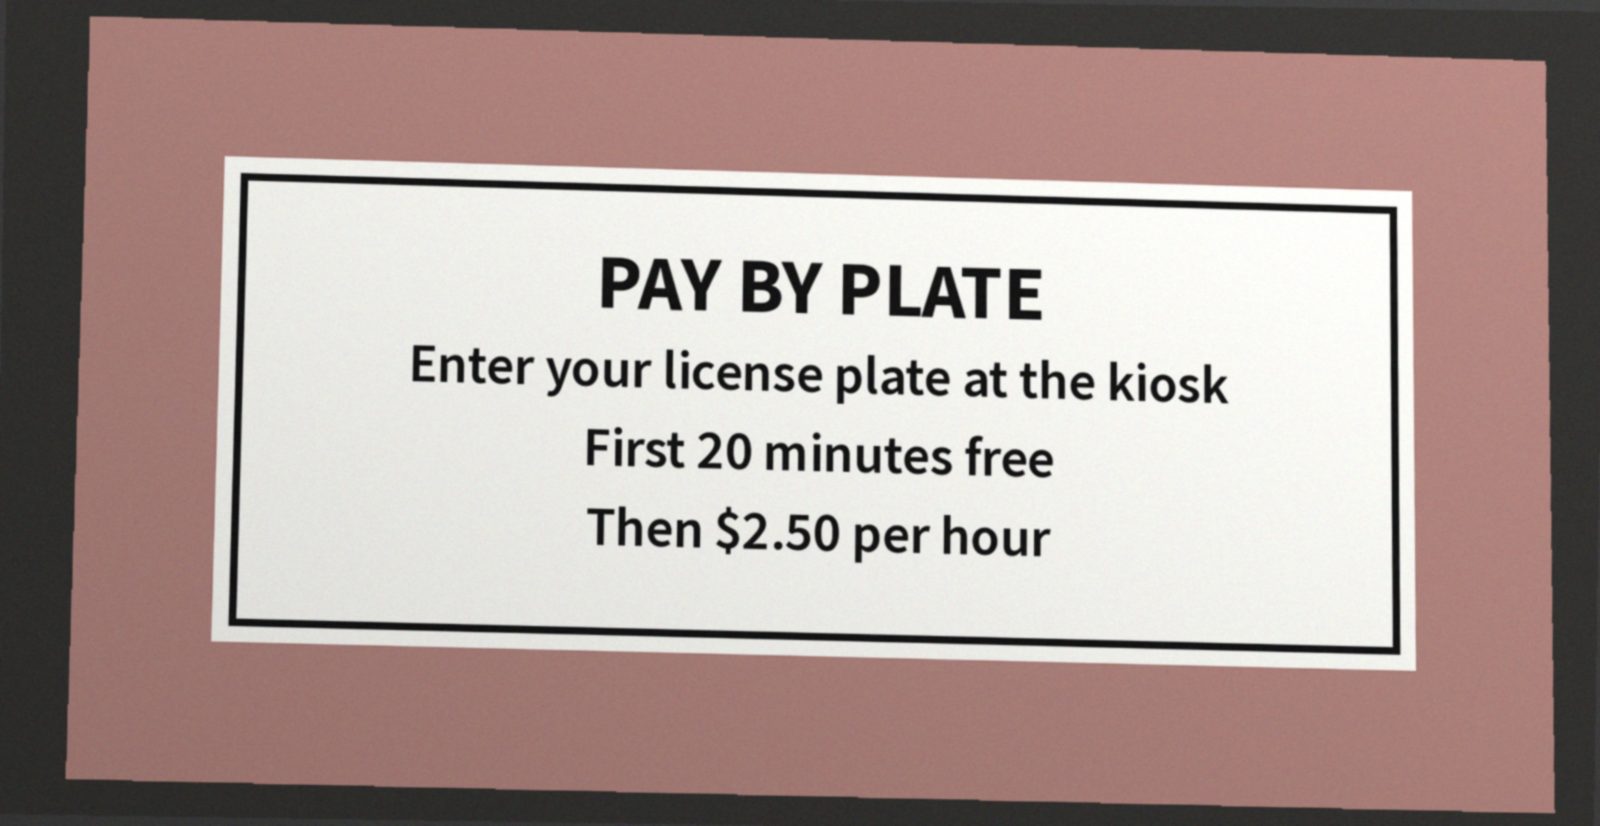 PAY BY PLATE
Enter your license plate at the kiosk
First 20 minutes free
Then $2.50 per hour